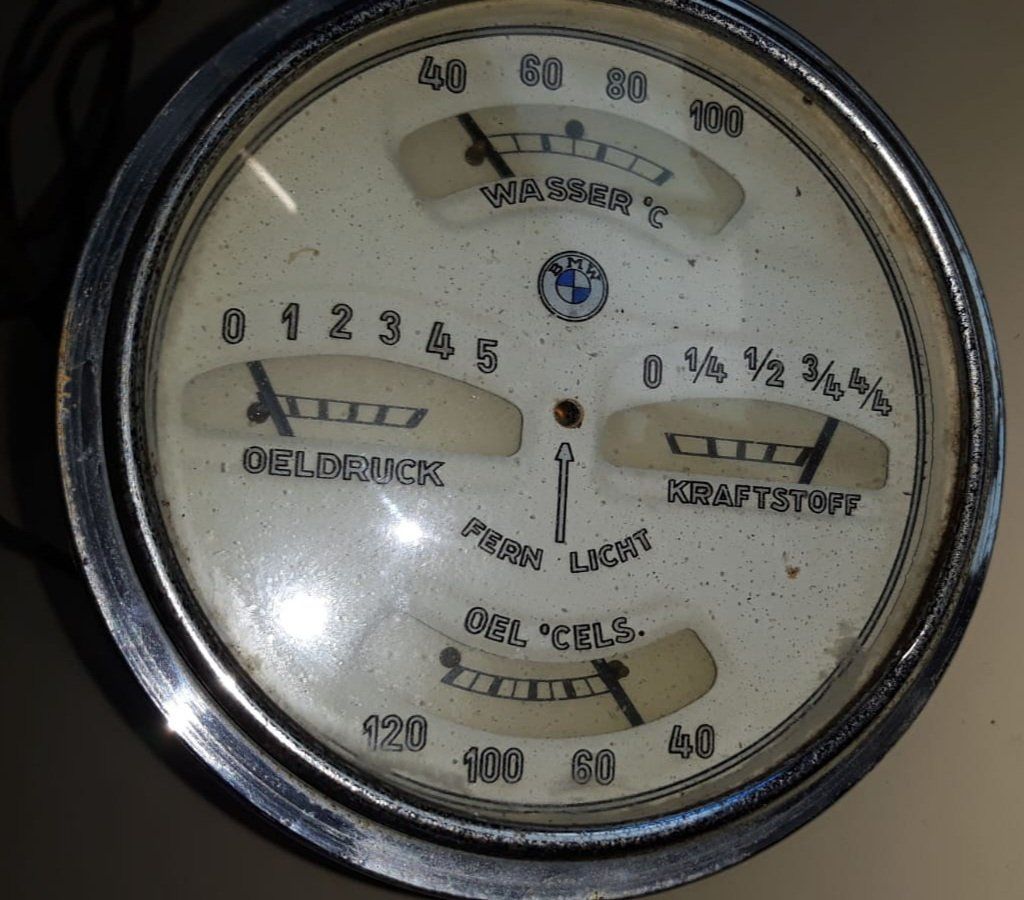 40 60 80 100
WASSER °C
BMW
0 1 2 3 4 5
OELDRUCK
0 1/4 1/2 3/4 4/4
KRAFTSTOFF
FERN LICHT
OEL °CELS.
120 100 60 40